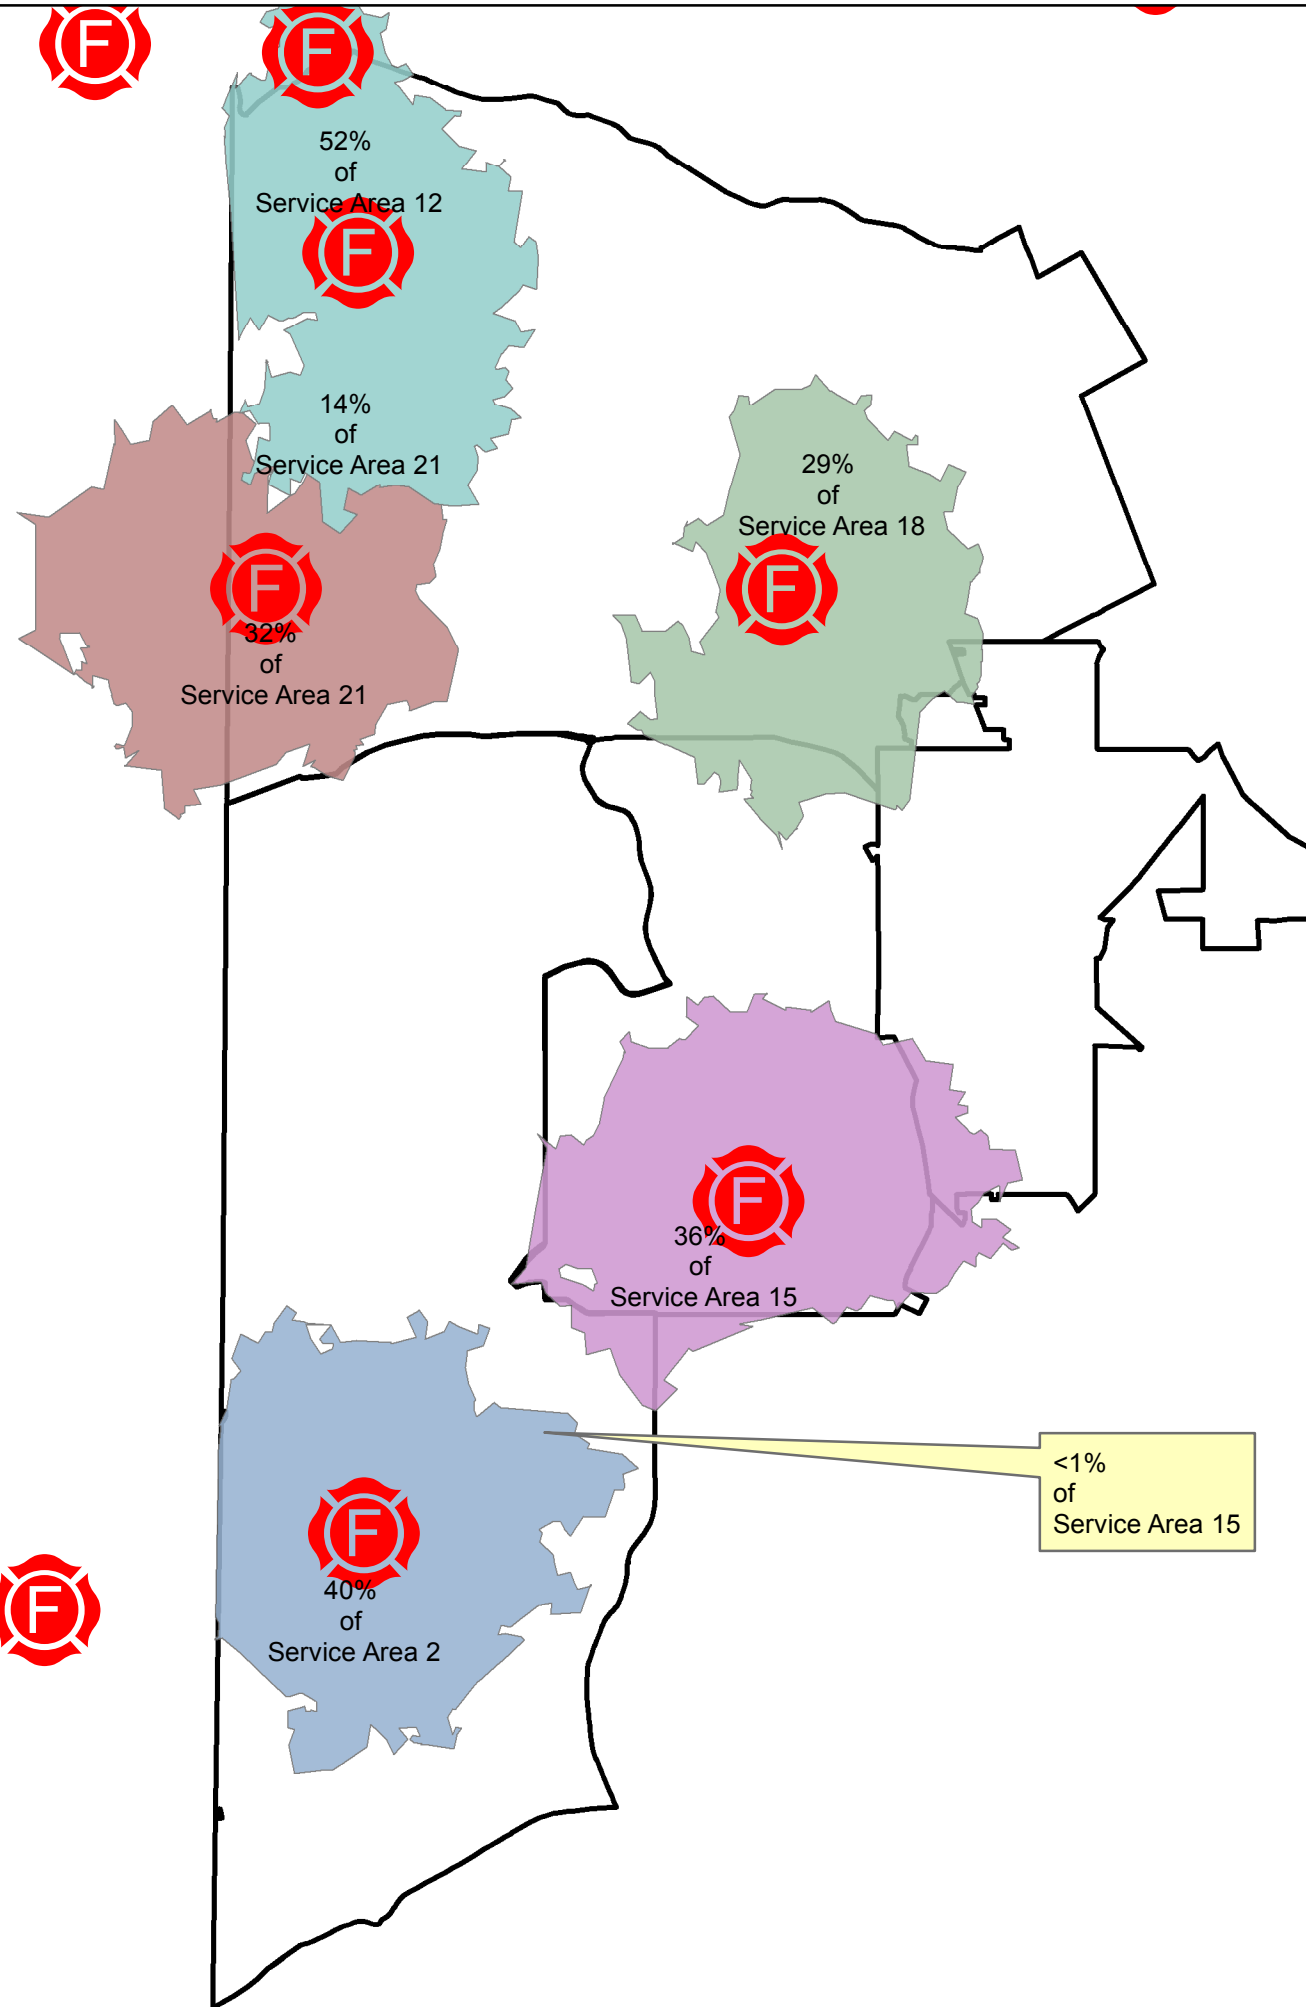 F
F
52%
of
Service Area 12
F
14%
of
Service Area 21
29%
of
Service Area 18
F
F
32%
of
Service Area 21
F
36%
of
Service Area 15
<1%
of
Service Area 15
F
40%
of
Service Area 2
F